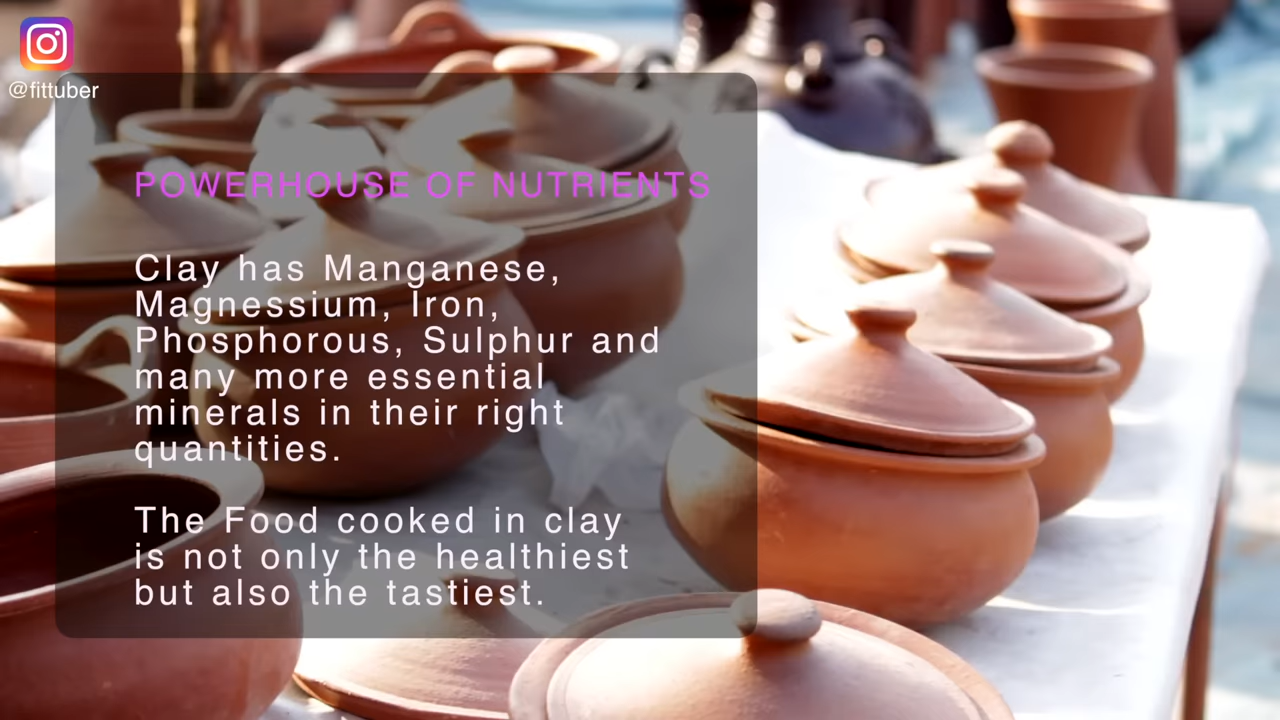 @fittuber
POWERHOUSE OF NUTRIENTS
Clay has Manganese,
Magnessium, Iron,
Phosphorous, Sulphur and
many more essential
minerals in their right
quantities.
The Food cooked in clay
is not only the healthiest
but also the tastiest.